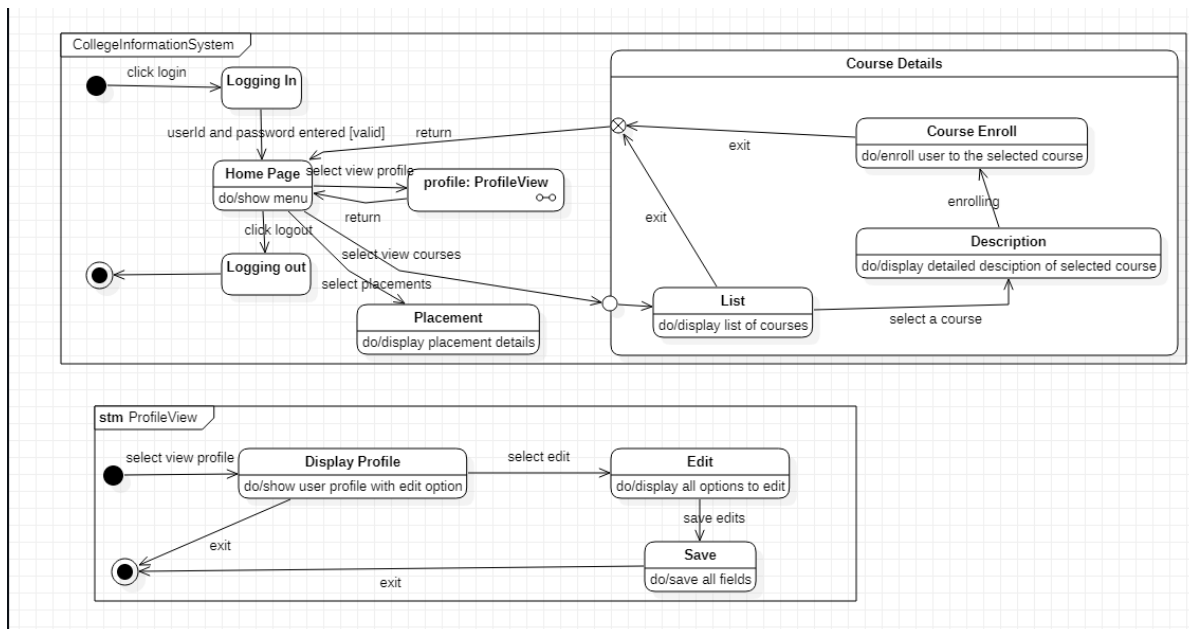 CollegeInformationSystem
Course Details
click login
Logging In
userId and password entered [valid]
return
exit
Course Enroll
do/enroll user to the selected course
Home Page
do/show menu
select view profile
profile: ProfileView
return
exit
enrolling
click logout
Description
do/display detailed desciption of selected course
select view courses
Logging out
select placements
List
do/display list of courses
select a course
Placement
do/display placement details
stm ProfileView
select view profile
Display Profile
do/show user profile with edit option
select edit
Edit
do/display all options to edit
save edits
exit
Save
do/save all fields
exit